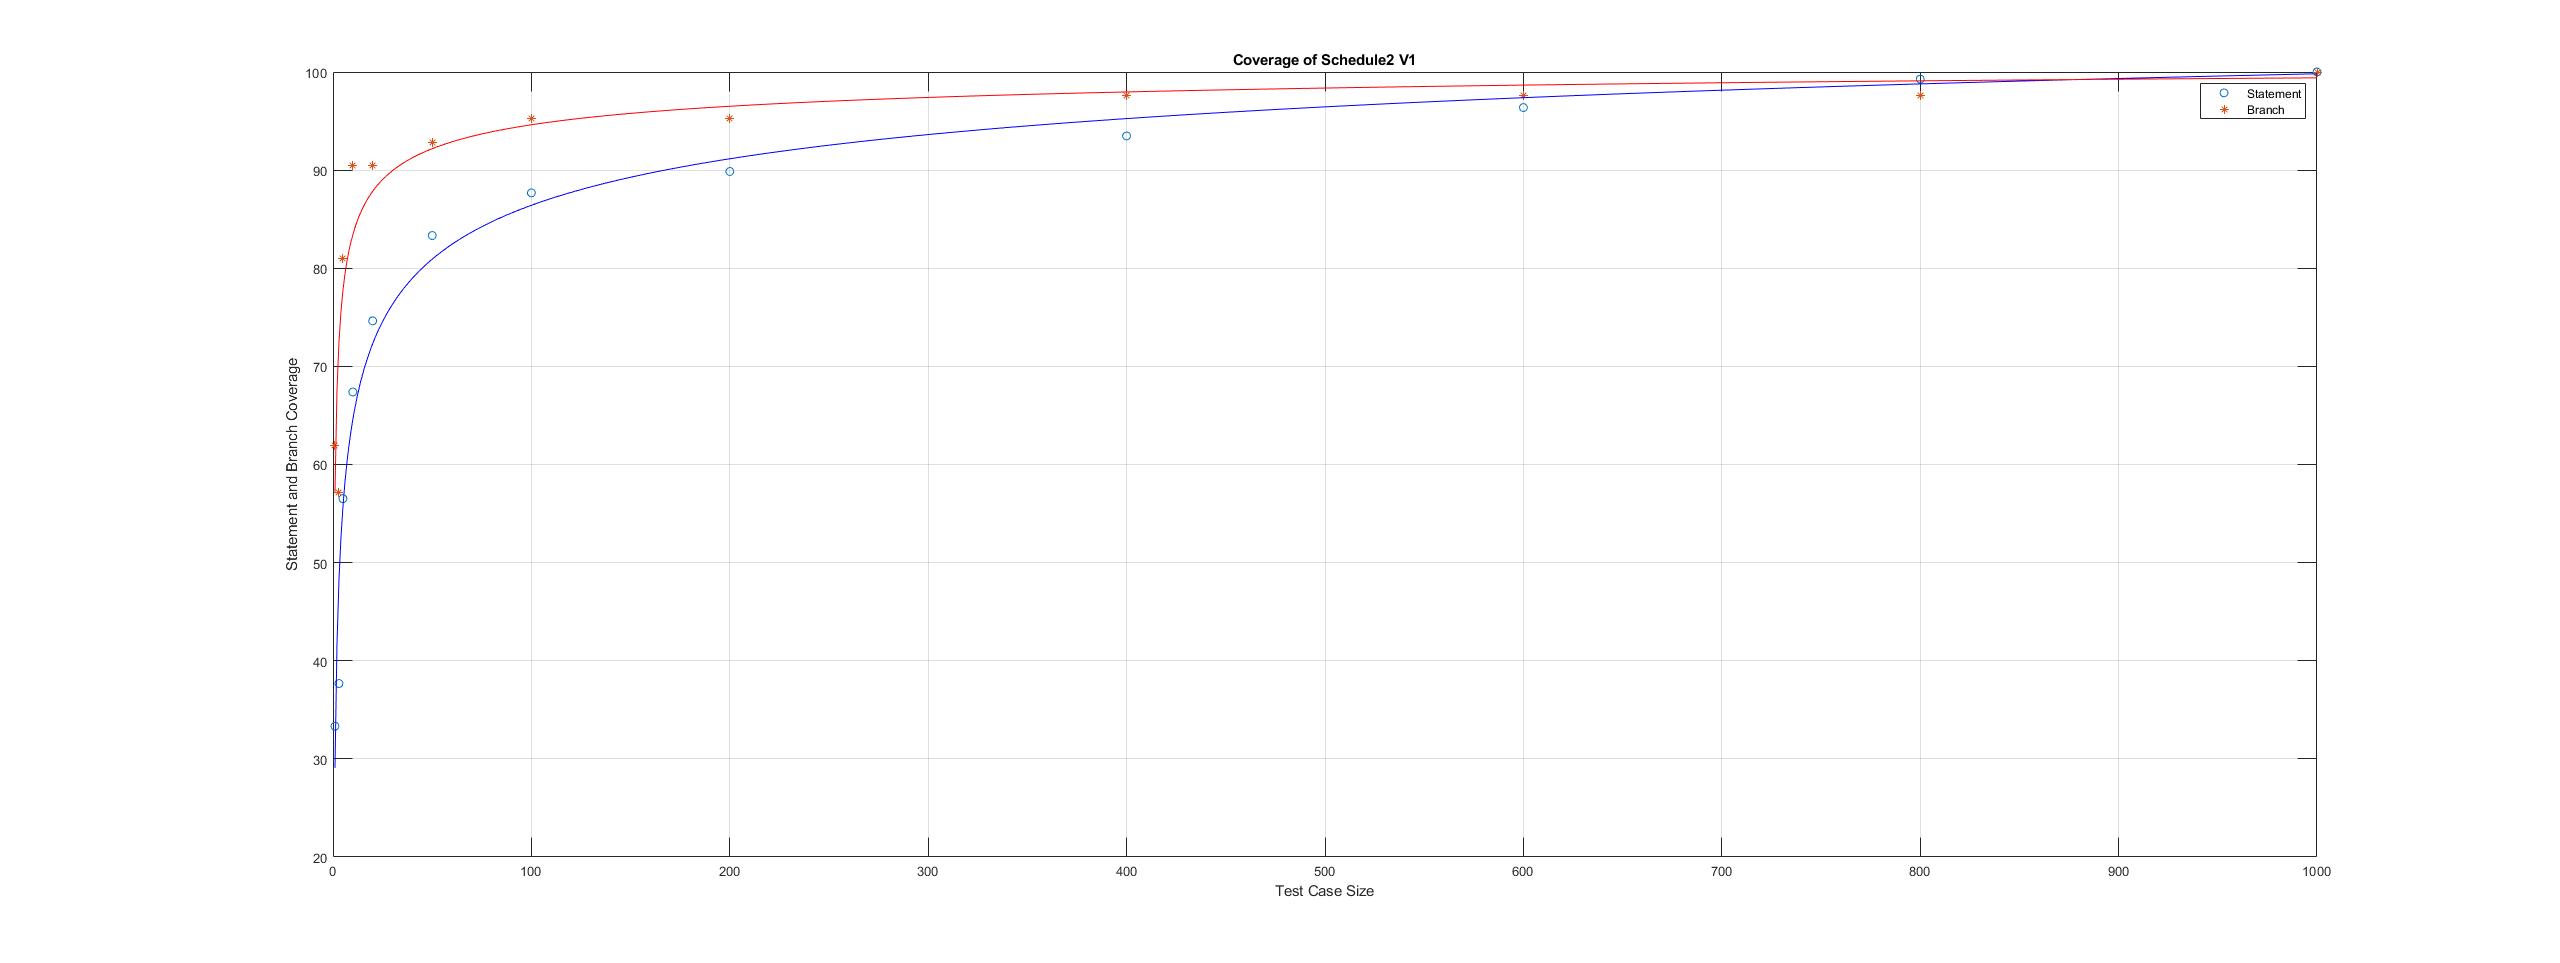 Coverage of Schedule2 V1
100
90
80
70
60
50
40
30
20
Statement and Branch Coverage
Statement
Branch
0 100 200 300 400 500 600 700 800 900 1000
Test Case Size